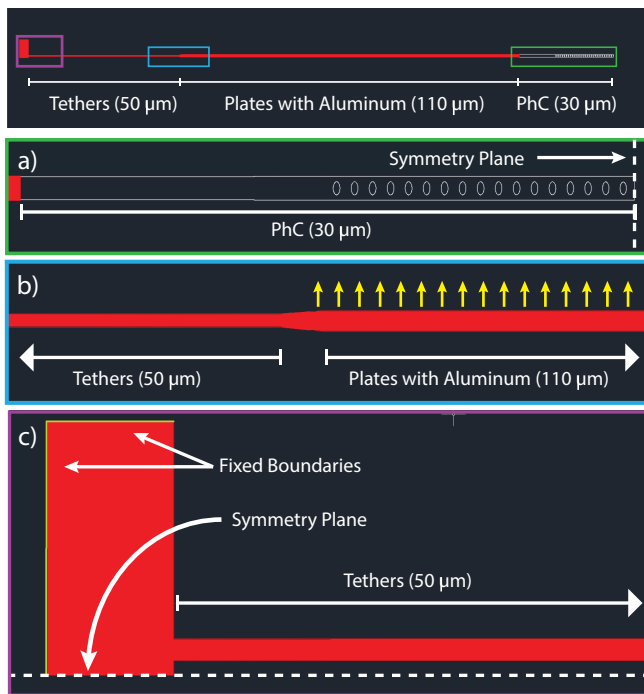 Tethers (50 µm)
Plates with Aluminum (110 µm)
PhC (30 µm)
a)
Symmetry Plane
PhC (30 µm)
b)
Tethers (50 µm)
Plates with Aluminum (110 µm)
c)
Fixed Boundaries
Symmetry Plane
Tethers (50 µm)